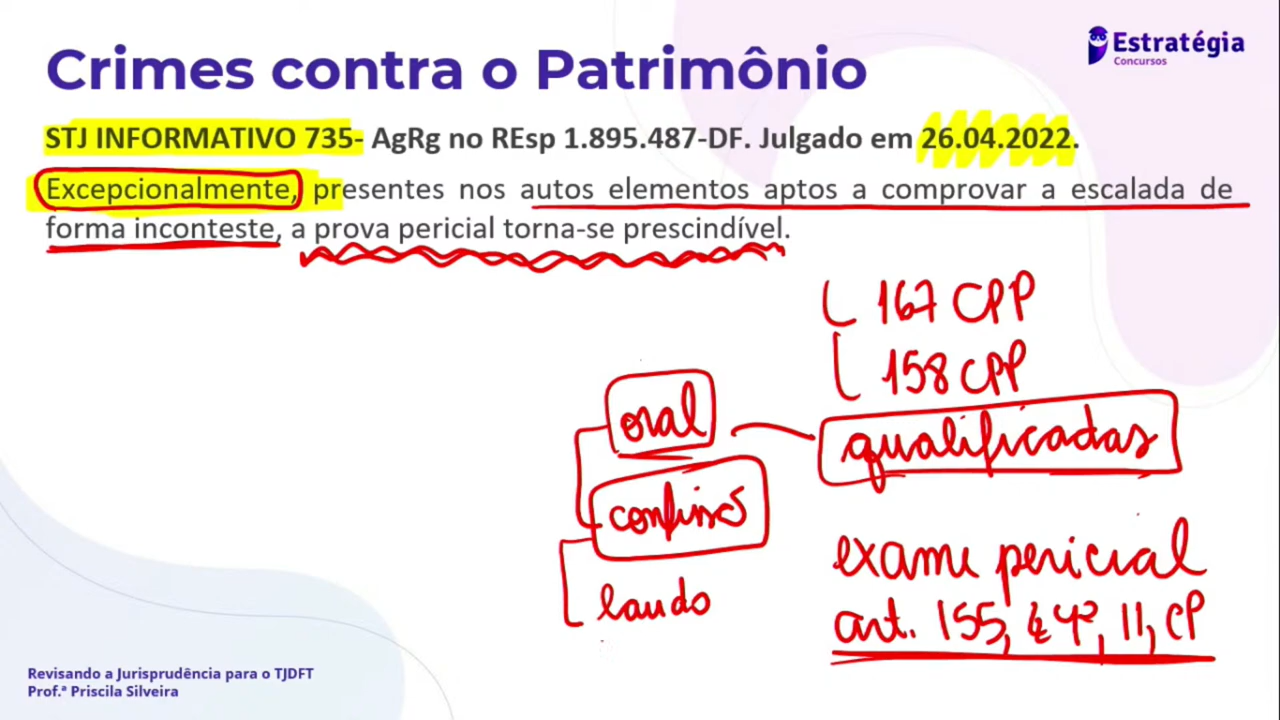 Crimes contra o Patrimônio
Estratégia
Concursos
STJ INFORMATIVO 735- AgRg no REsp 1.895.487-DF. Julgado em 26.04.2022.
Excepcionalmente, presentes nos autos elementos aptos a comprovar a escalada de
forma inconteste, a prova pericial torna-se prescindível.
167 CPP
158 CPP
oral
qualificadas
exame pericial
laudo
art. 155, § 4º, II, CP
Revisando a Jurisprudência para o TJDFT
Prof.ª Priscila Silveira